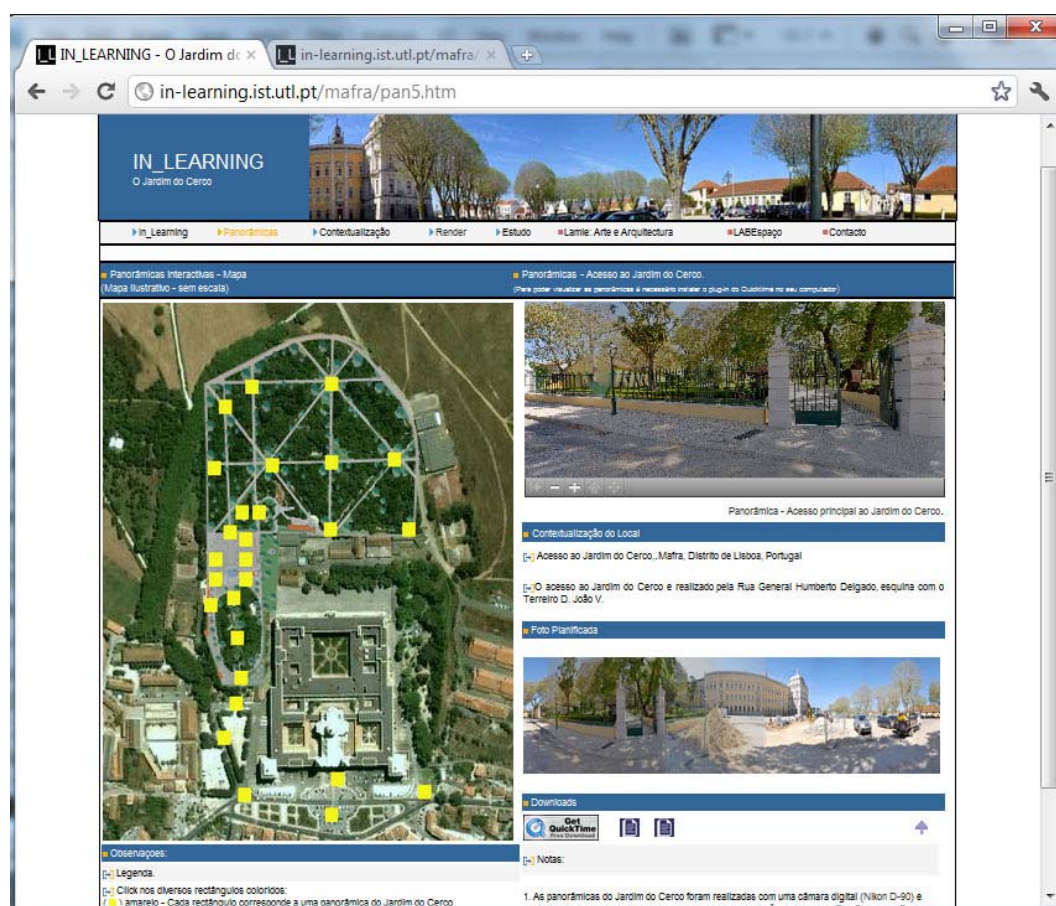 IN_LEARNING - O Jardim do
in-learning.ist.utl.pt/mafra/
in-learning.ist.utl.pt/mafra/pan5.htm
IN_LEARNING
O Jardim do Cerco
In_Learning
Panorâmicas
Contextualização
Render
Estudo
Lamie: Arte e Arquitectura
LABEspaço
Contacto
Panorâmicas Interactivas - Mapa
(Mapa Ilustrativo - sem escala)
Panorâmicas - Acesso ao Jardim do Cerco.
(Para poder visualizar as panorâmicas é necessário instalar o plug-in do Quicktime no seu computador)
Panorâmica - Acesso principal ao Jardim do Cerco.
Contextualização do Local
[-] Acesso ao Jardim do Cerco,.Mafra, Distrito de Lisboa, Portugal
[-]O acesso ao Jardim do Cerco e realizado pela Rua General Humberto Delgado, esquina com o
Terreiro D. João V.
Foto Planificada
Downloads
Get
QuickTime
Free Download
[-] Notas:
1. As panorâmicas do Jardim do Cerco foram realizadas com uma câmara digital (Nikon D-90) e
Observaçoes:
[-] Legenda.
[-] Click nos diversos rectângulos coloridos:
( ) amarelo - Cada rectângulo corresponde a uma panorâmica do Jardim do Cerco